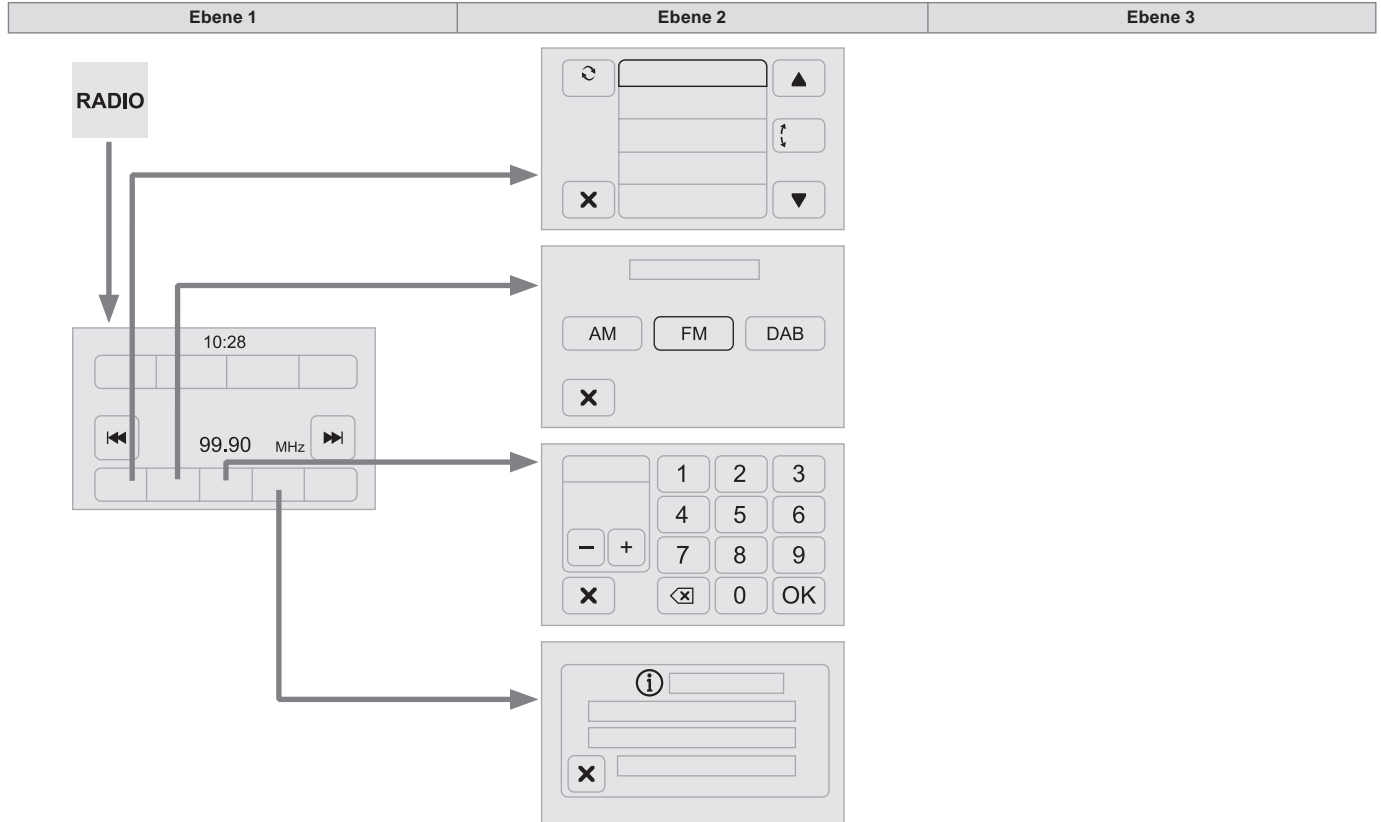 Ebene 1 Ebene 2 Ebene 3
RADIO
10:28
99.90 MHz
AM FM DAB
1 2 3
4 5 6
- +
7 8 9
0 OK